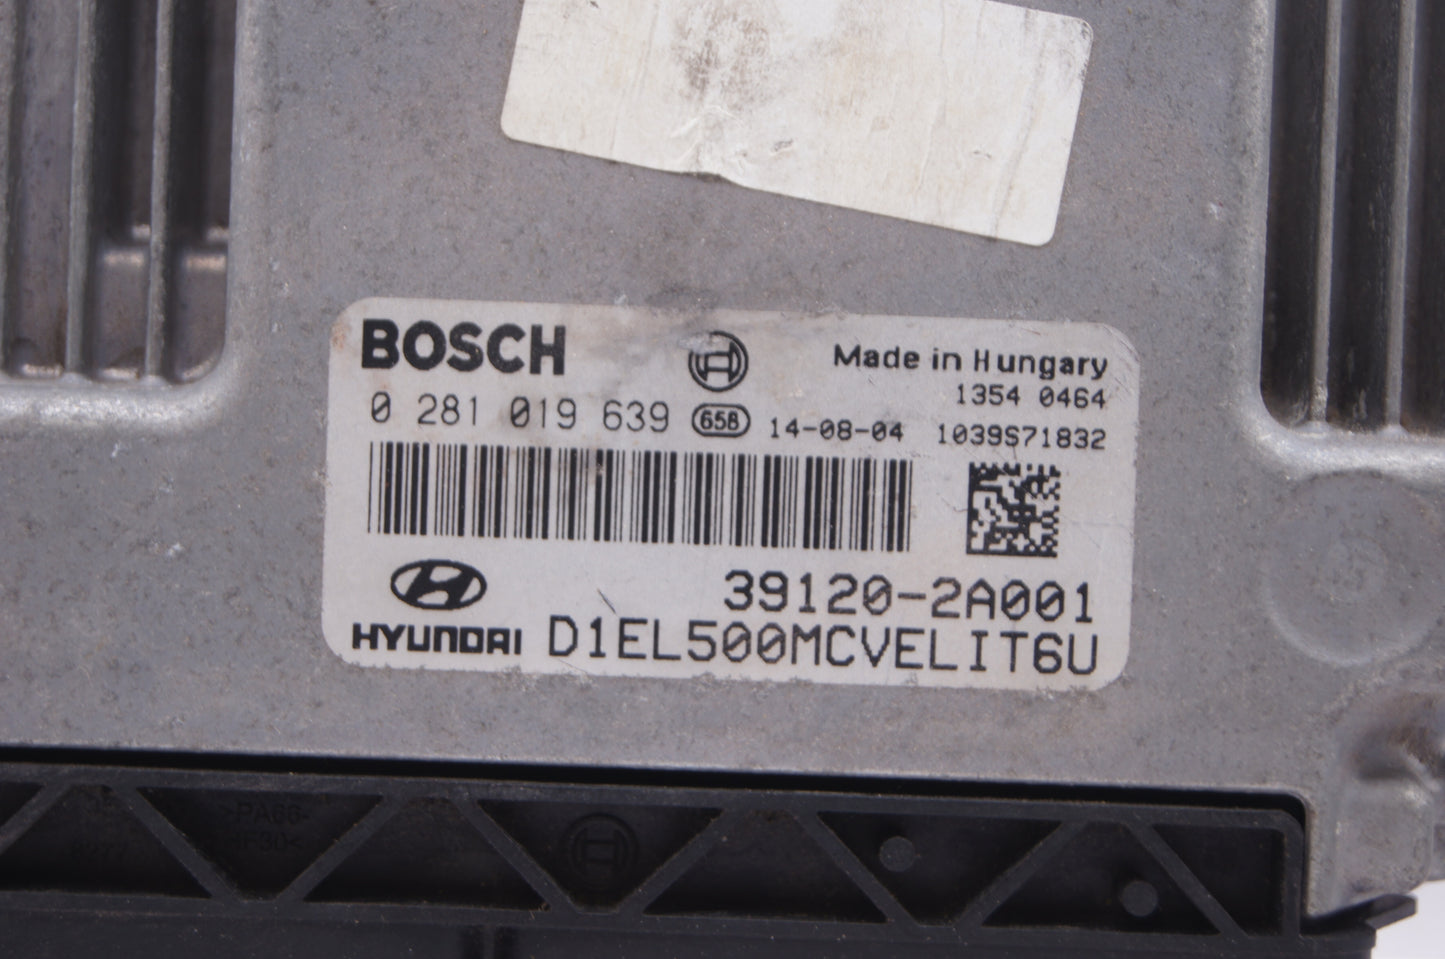 BOSCH
Made in Hungary
1354 0464
0 281 019 639 658 14-08-04 1039S71832
39120-2A001
HYUNDAI D1EL500MCVELIT6U
>PA66-